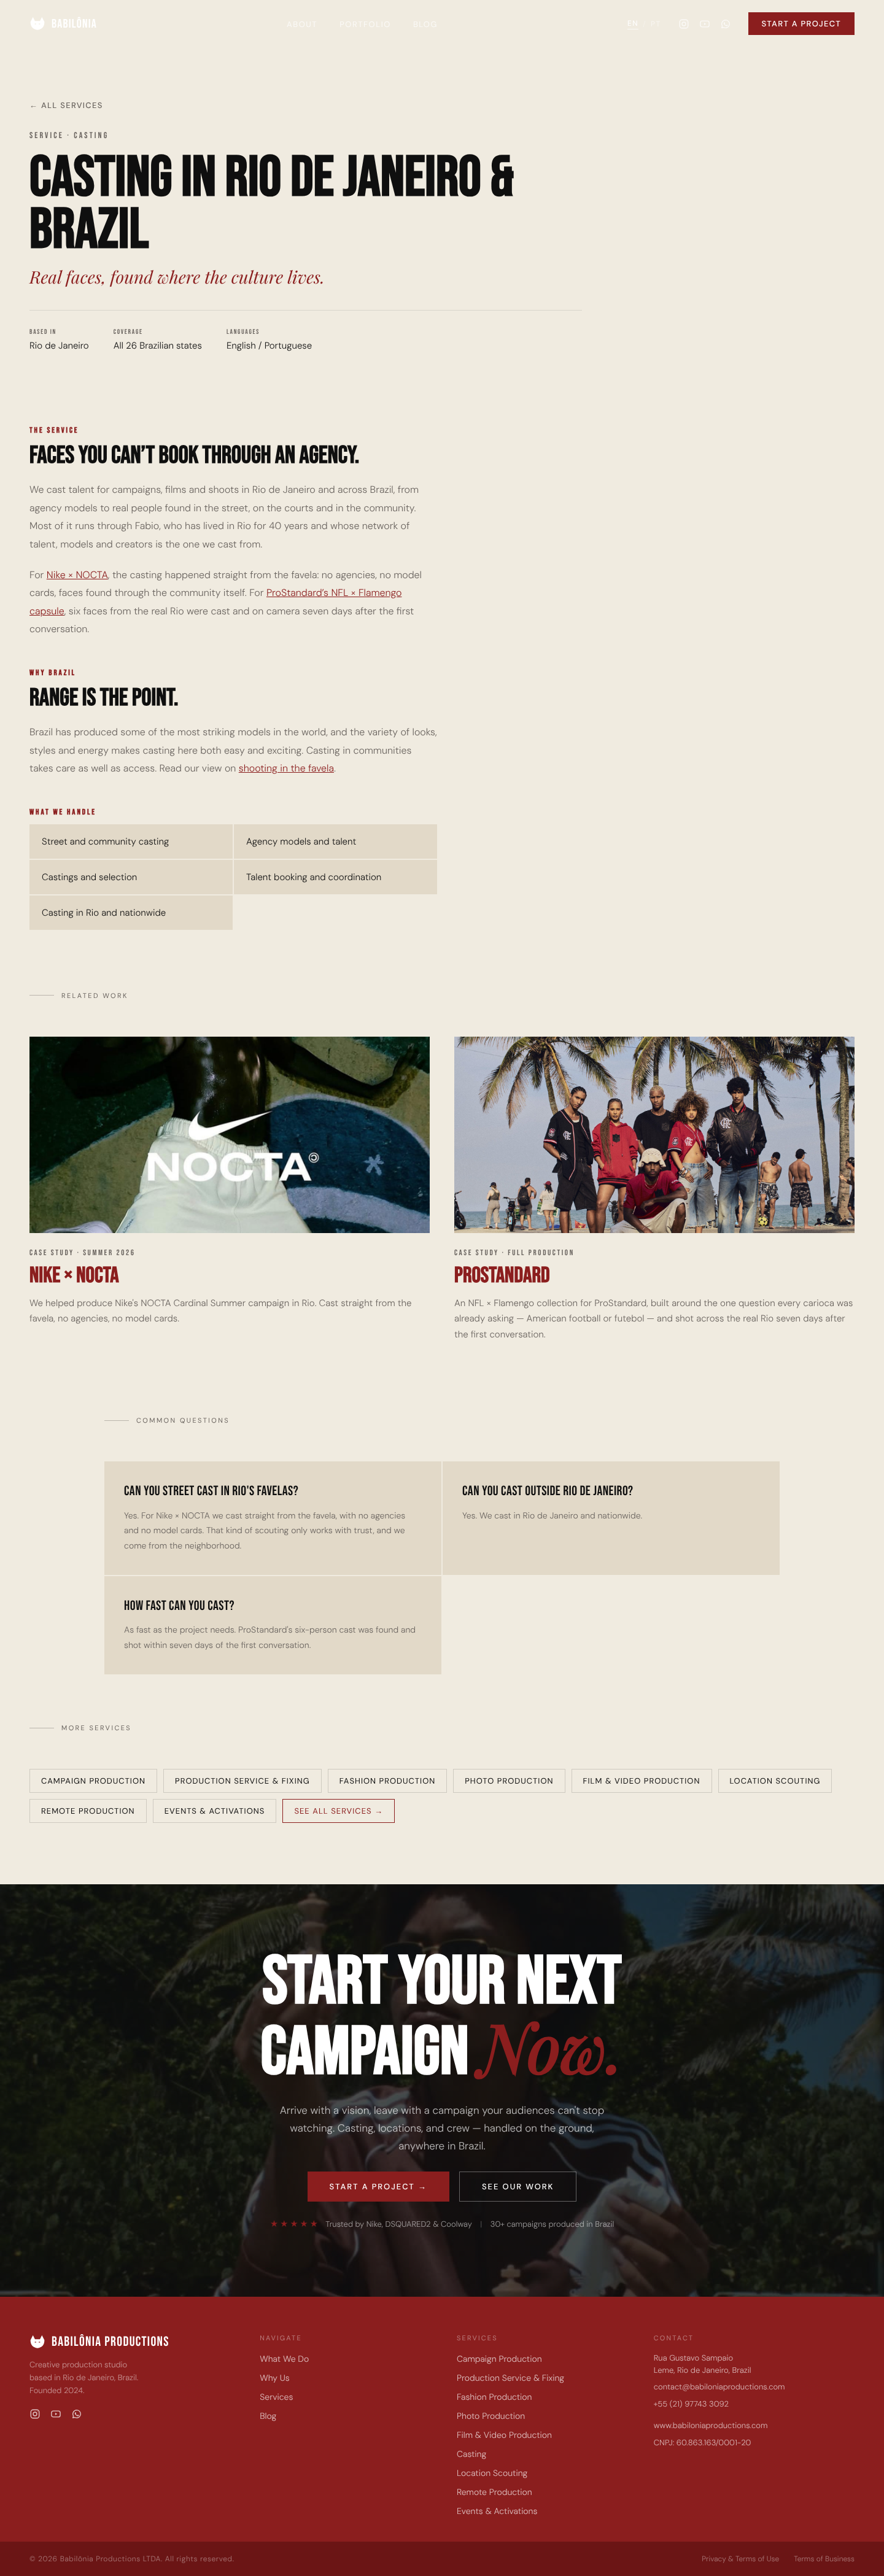 BABILÔNIA
ABOUT
PORTFOLIO
BLOG
EN
PT
START A PROJECT
← ALL SERVICES
SERVICE · CASTING
CASTING IN RIO DE JANEIRO &
BRAZIL
Real faces, found where the culture lives.
BASED IN
Rio de Janeiro
COVERAGE
All 26 Brazilian states
LANGUAGES
English / Portuguese
THE SERVICE
FACES YOU CAN'T BOOK THROUGH AN AGENCY.
We cast talent for campaigns, films and shoots in Rio de Janeiro and across Brazil, from
agency models to real people found in the street, on the courts and in the community.
Most of it runs through Fabio, who has lived in Rio for 40 years and whose network of
talent, models and creators is the one we cast from.
For Nike × NOCTA, the casting happened straight from the favela: no agencies, no model
cards, faces found through the community itself. For ProStandard's NFL × Flamengo
capsule, six faces from the real Rio were cast and on camera seven days after the first
conversation.
WHY BRAZIL
RANGE IS THE POINT.
Brazil has produced some of the most striking models in the world, and the variety of looks,
styles and energy makes casting here both easy and exciting. Casting in communities
takes care as well as access. Read our view on shooting in the favela.
WHAT WE HANDLE
Street and community casting
Agency models and talent
Castings and selection
Talent booking and coordination
Casting in Rio and nationwide
RELATED WORK
NOCTA
CASE STUDY · SUMMER 2026
NIKE × NOCTA
We helped produce Nike's NOCTA Cardinal Summer campaign in Rio. Cast straight from the
favela, no agencies, no model cards.
CASE STUDY · FULL PRODUCTION
PROSTANDARD
An NFL × Flamengo collection for ProStandard, built around the one question every carioca was
already asking — American football or futebol — and shot across the real Rio seven days after
the first conversation.
COMMON QUESTIONS
CAN YOU STREET CAST IN RIO'S FAVELAS?
Yes. For Nike × NOCTA we cast straight from the favela, with no agencies
and no model cards. That kind of scouting only works with trust, and we
come from the neighborhood.
CAN YOU CAST OUTSIDE RIO DE JANEIRO?
Yes. We cast in Rio de Janeiro and nationwide.
HOW FAST CAN YOU CAST?
As fast as the project needs. ProStandard's six-person cast was found and
shot within seven days of the first conversation.
MORE SERVICES
CAMPAIGN PRODUCTION
PRODUCTION SERVICE & FIXING
FASHION PRODUCTION
PHOTO PRODUCTION
FILM & VIDEO PRODUCTION
LOCATION SCOUTING
REMOTE PRODUCTION
EVENTS & ACTIVATIONS
SEE ALL SERVICES →
START YOUR NEXT
CAMPAIGN Now.
Arrive with a vision, leave with a campaign your audiences can't stop
watching. Casting, locations, and crew — handled on the ground,
anywhere in Brazil.
START A PROJECT →
SEE OUR WORK
★★★★★ Trusted by Nike, DSQUARED2 & Coolway | 30+ campaigns produced in Brazil
BABILÔNIA PRODUCTIONS
Creative production studio
based in Rio de Janeiro, Brazil.
Founded 2024.
NAVIGATE
What We Do
Why Us
Services
Blog
SERVICES
Campaign Production
Production Service & Fixing
Fashion Production
Photo Production
Film & Video Production
Casting
Location Scouting
Remote Production
Events & Activations
CONTACT
Rua Gustavo Sampaio
Leme, Rio de Janeiro, Brazil
contact@babiloniaproductions.com
+55 (21) 97743 3092
www.babiloniaproductions.com
CNPJ: 60.863.163/0001-20
© 2026 Babilônia Productions LTDA. All rights reserved.
Privacy & Terms of Use
Terms of Business